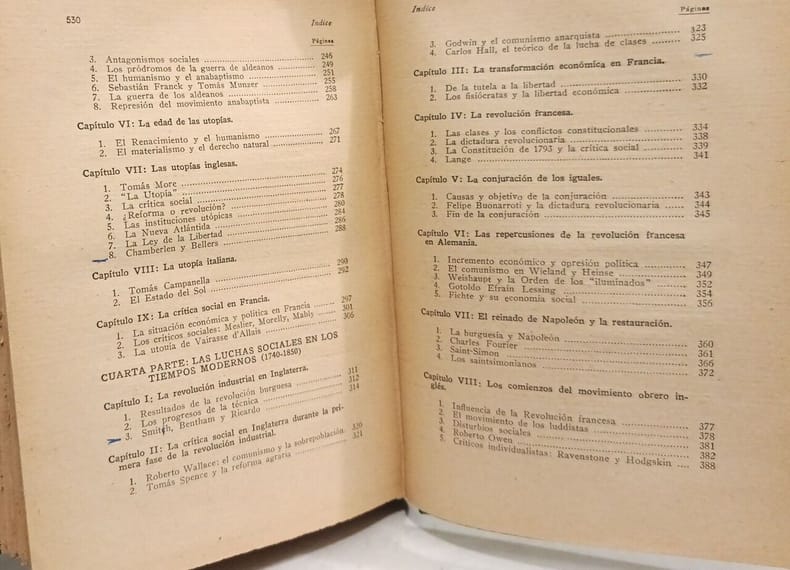 530
Indice
Páginas
3. Antagonismos sociales ........ 246
4. Los pródromos de la guerra de aldeanos ........ 249
5. El humanismo y el anabaptismo ........ 251
6. Sebastián Franck y Tomás Munzer ........ 255
7. La guerra de los aldeanos ........ 258
8. Represión del movimiento anabaptista ........ 263
Capítulo VI: La edad de las utopías.
1. El Renacimiento y el humanismo ........ 267
2. El materialismo y el derecho natural ........ 271
Capítulo VII: Las utopías inglesas.
1. Tomás More ........ 274
2. "La Utopía" ........ 276
3. La crítica social ........ 277
4. ¿Reforma o revolución? ........ 278
5. Las instituciones utópicas ........ 280
6. La Nueva Atlántida ........ 284
7. La Ley de la Libertad ........ 286
8. Chamberlen y Bellers ........ 288
Capítulo VIII: La utopía italiana.
1. Tomás Campanella ........ 290
2. El Estado del Sol ........ 292
Capítulo IX: La crítica social en Francia.
1. La situación económica y política en Francia ........ 297
2. Los críticos sociales: Meslier, Morelly, Mably ........ 301
3. La utopía de Vairasse d'Allais ........ 306
CUARTA PARTE: LAS LUCHAS SOCIALES EN LOS
TIEMPOS MODERNOS (1740-1850)
Capítulo I: La revolución industrial en Inglaterra.
1. Resultados de la revolución burguesa ........ 311
2. Los progresos de la técnica ........ 312
3. Smith, Bentham y Ricardo ........ 314
Capítulo II: La crítica social en Inglaterra durante la pri-
mera fase de la revolución industrial.
1. Roberto Wallace: el comunismo y la sobrepoblación. 320
2. Tomás Spence y la reforma agraria ........ 321
Indice
Páginas
3. Godwin y el comunismo anarquista ........ 323
4. Carlos Hall, el teórico de la lucha de clases ........ 325
Capítulo III: La transformación económica en Francia.
1. De la tutela a la libertad ........ 330
2. Los fisiócratas y la libertad económica ........ 332
Capítulo IV: La revolución francesa.
1. Las clases y los conflictos constitucionales ........ 334
2. La dictadura revolucionaria ........ 338
3. La Constitución de 1793 y la crítica social ........ 339
4. Lange ........ 341
Capítulo V: La conjuración de los iguales.
1. Causas y objetivo de la conjuración ........ 343
2. Felipe Buonarroti y la dictadura revolucionaria ........ 344
3. Fin de la conjuración ........ 345
Capítulo VI: Las repercusiones de la revolución francesa
en Alemania.
1. Incremento económico y opresión política ........ 347
2. El comunismo en Wieland y Heinse ........ 349
3. Weishaupt y la Orden de los "iluminados" ........ 352
4. Gotoldo Efraín Lessing ........ 354
5. Fichte y su economía social ........ 356
Capítulo VII: El reinado de Napoleón y la restauración.
1. La burguesía y Napoleón ........ 360
2. Charles Fourier ........ 361
3. Saint-Simon ........ 366
4. Los saintsimonianos ........ 372
Capítulo VIII: Los comienzos del movimiento obrero in-
glés.
1. Influencia de la Revolución francesa ........ 377
2. El movimiento de los luddistas ........ 378
3. Disturbios sociales ........ 381
4. Roberto Owen ........ 382
5. Críticos individualistas: Ravenstone y Hodgskin .... 388